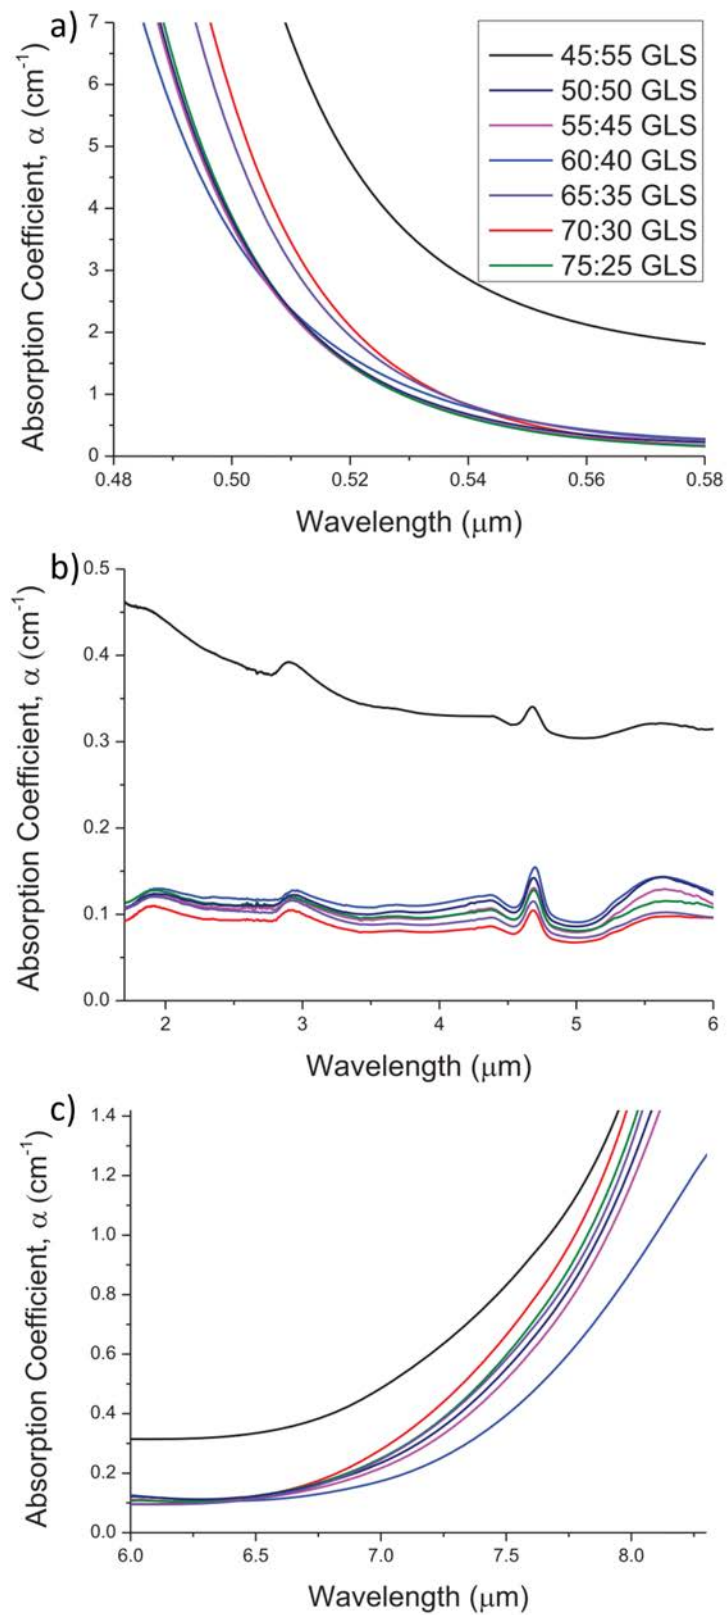 a)
Absorption Coefficient, α (cm⁻¹)
7
6
5
4
3
2
1
0
45:55 GLS
50:50 GLS
55:45 GLS
60:40 GLS
65:35 GLS
70:30 GLS
75:25 GLS
0.48 0.50 0.52 0.54 0.56 0.58
Wavelength (μm)
b)
Absorption Coefficient, α (cm⁻¹)
0.5
0.4
0.3
0.2
0.1
0.0
2 3 4 5 6
Wavelength (μm)
c)
Absorption Coefficient, α (cm⁻¹)
1.4
1.2
1.0
0.8
0.6
0.4
0.2
0.0
6.0 6.5 7.0 7.5 8.0
Wavelength (μm)